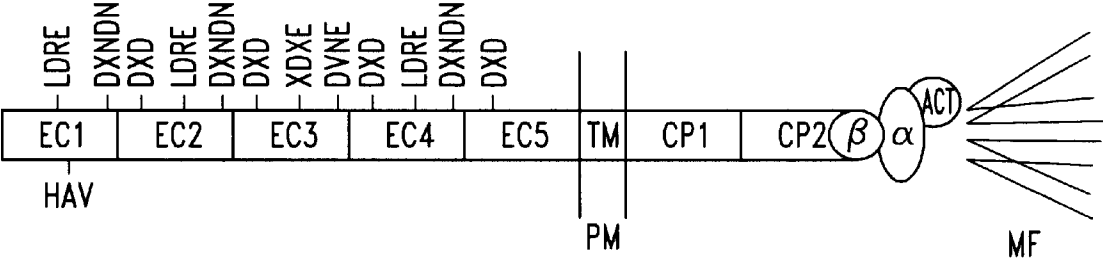 LDRE DXNDN DXD LDRE DXNDN DXD XDXE DVNE DXD LDRE DXNDN DXD
EC1 EC2 EC3 EC4 EC5 TM CP1 CP2 β α ACT
HAV
PM
MF